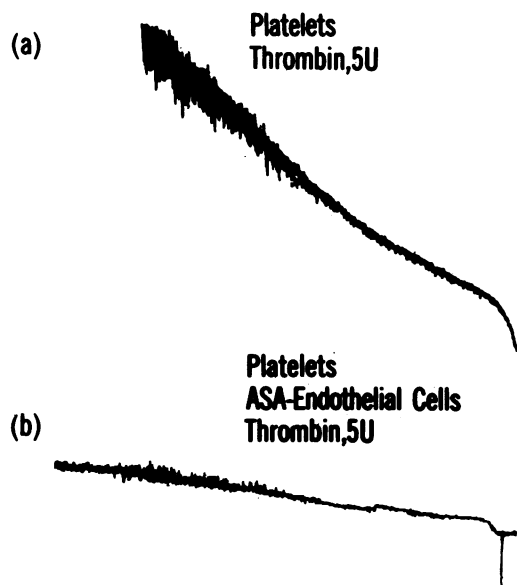 (a)
Platelets
Thrombin,5U
(b)
Platelets
ASA-Endothelial Cells
Thrombin,5U